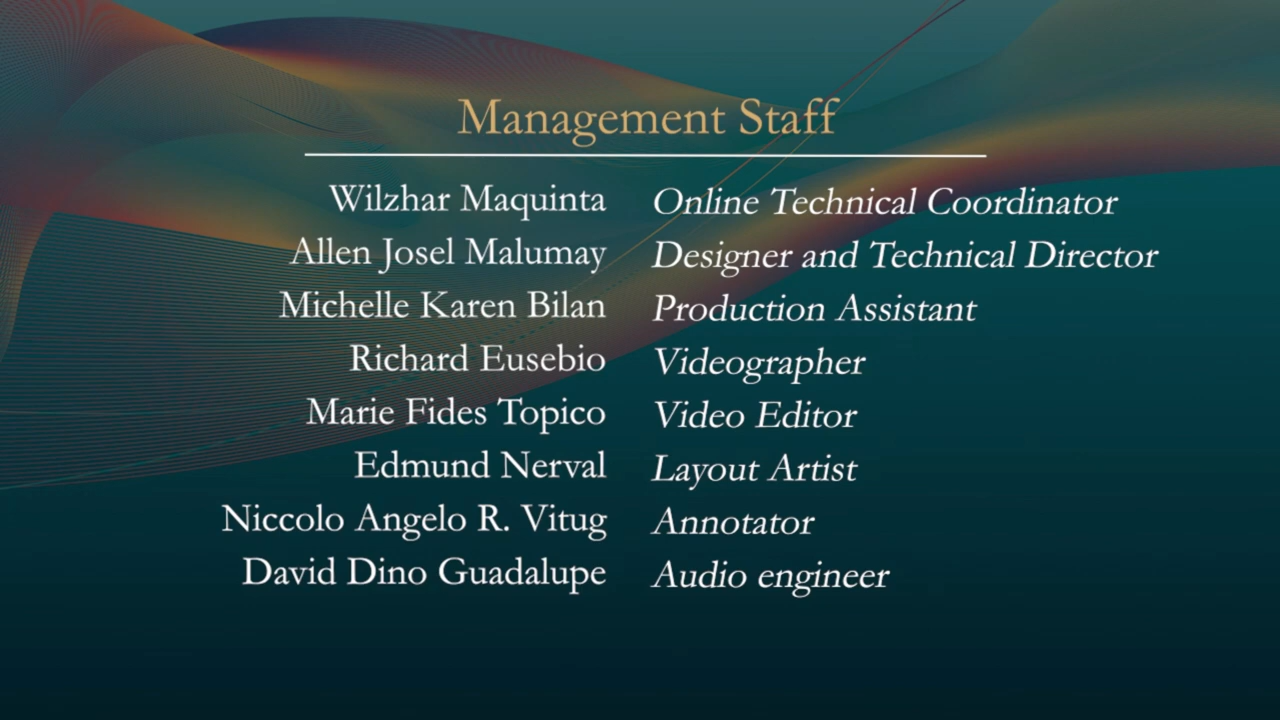 Management Staff
Wilzhar Maquinta Online Technical Coordinator
Allen Josel Malumay Designer and Technical Director
Michelle Karen Bilan Production Assistant
Richard Eusebio Videographer
Marie Fides Topico Video Editor
Edmund Nerval Layout Artist
Niccolo Angelo R. Vitug Annotator
David Dino Guadalupe Audio engineer